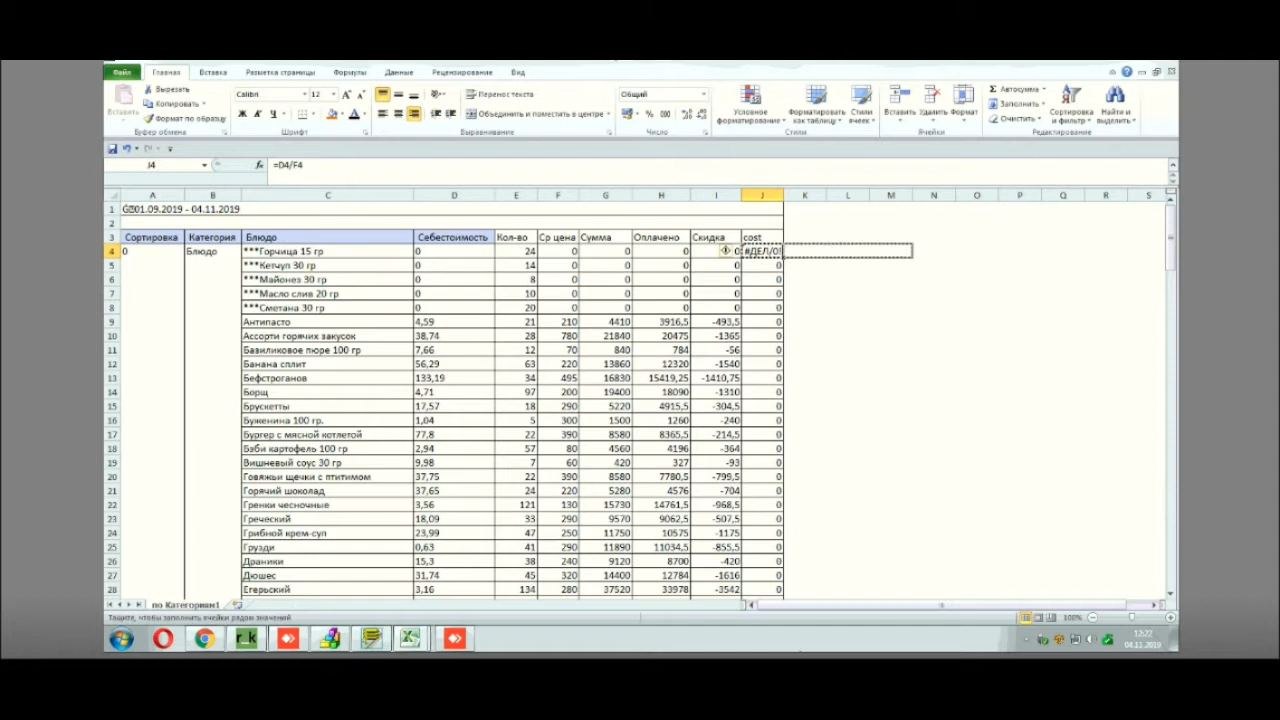 Файл Главная Вставка Разметка страницы Формулы Данные Рецензирование Вид
Вставить Вырезать Копировать Формат по образцу Calibri 12 Ж К Ч Перенос текста Объединить и поместить в центре Общий % Условное форматирование Форматировать как таблицу Стили ячеек Вставить Удалить Формат Автосумма Заполнить Очистить Сортировка и фильтр Найти и выделить
Буфер обмена Шрифт Выравнивание Число Стили Ячейки Редактирование
J4 fx =D4/F4
A B C D E F G H I J K L M N O P Q R S
1 01.09.2019 - 04.11.2019
2
3 Сортировка Категория Блюдо Себестоимость Кол-во Ср цена Сумма Оплачено Скидка cost
4 0 Блюдо ***Горчица 15 гр 0 24 0 0 0 0 #ДЕЛ/0!
5 ***Кетчуп 30 гр 0 14 0 0 0 0 0
6 ***Майонез 30 гр 0 8 0 0 0 0 0
7 ***Масло слив 20 гр 0 10 0 0 0 0 0
8 ***Сметана 30 гр 0 20 0 0 0 0 0
9 Антипасто 4,59 21 210 4410 3916,5 -493,5 0
10 Ассорти горячих закусок 38,74 28 780 21840 20475 -1365 0
11 Базиликовое пюре 100 гр 7,66 12 70 840 784 -56 0
12 Банана сплит 56,29 63 220 13860 12320 -1540 0
13 Бефстроганов 133,19 34 495 16830 15419,25 -1410,75 0
14 Борщ 4,71 97 200 19400 18090 -1310 0
15 Брускетты 17,57 18 290 5220 4915,5 -304,5 0
16 Буженина 100 гр. 1,04 5 300 1500 1260 -240 0
17 Бургер с мясной котлетой 77,8 22 390 8580 8365,5 -214,5 0
18 Бэби картофель 100 гр 2,94 57 80 4560 4196 -364 0
19 Вишневый соус 30 гр 9,98 7 60 420 327 -93 0
20 Говяжьи щечки с птитимом 37,75 22 390 8580 7780,5 -799,5 0
21 Горячий шоколад 37,65 24 220 5280 4576 -704 0
22 Гренки чесночные 3,56 121 130 15730 14761,5 -968,5 0
23 Греческий 18,09 33 290 9570 9062,5 -507,5 0
24 Грибной крем-суп 23,99 47 250 11750 10575 -1175 0
25 Грузди 0,63 41 290 11890 11034,5 -855,5 0
26 Драники 15,3 38 240 9120 8700 -420 0
27 Дюшес 31,74 45 320 14400 12784 -1616 0
28 Егерьский 3,16 134 280 37520 33978 -3542 0
по Категориам1
Тащите, чтобы заполнить ячейки рядом значений 100%
r_k 12:22
04.11.2019